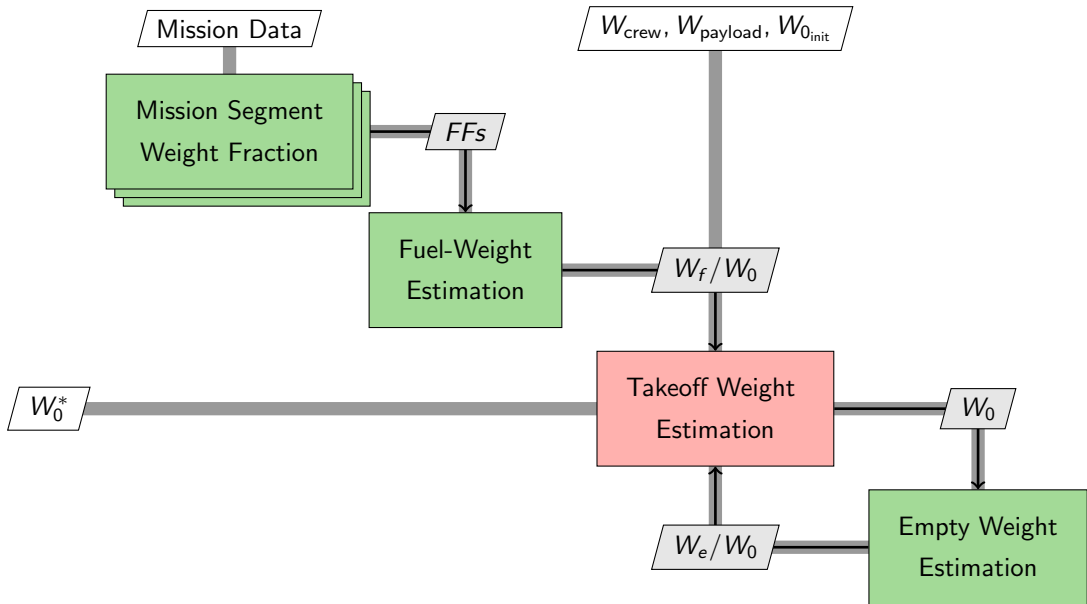 Mission Data
W_crew, W_payload, W_0_init
Mission Segment
Weight Fraction
FFs
Fuel-Weight
Estimation
W_f/W_0
Takeoff Weight
Estimation
W_0^*
W_0
W_e/W_0
Empty Weight
Estimation